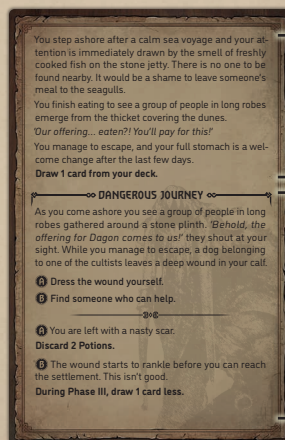 You step ashore after a calm sea voyage and your at-
tention is immediately drawn by the smell of freshly
cooked fish on the stone jetty. There is no one to be
found nearby. It would be a shame to leave someone's
meal to the seagulls.
You finish eating to see a group of people in long robes
emerge from the thicket covering the dunes.
'Our offering... eaten?! You'll pay for this!'
You manage to escape, and your full stomach is a wel-
come change after the last few days.
Draw 1 card from your deck.
DANGEROUS JOURNEY
As you come ashore you see a group of people in long
robes gathered around a stone plinth. 'Behold, the
offering for Dagon comes to us!' they shout at your
sight. While you manage to escape, a dog belonging
to one of the cultists leaves a deep wound in your calf.
A Dress the wound yourself.
B Find someone who can help.
A You are left with a nasty scar.
Discard 2 Potions.
B The wound starts to rankle before you can reach
the settlement. This isn't good.
During Phase III, draw 1 card less.